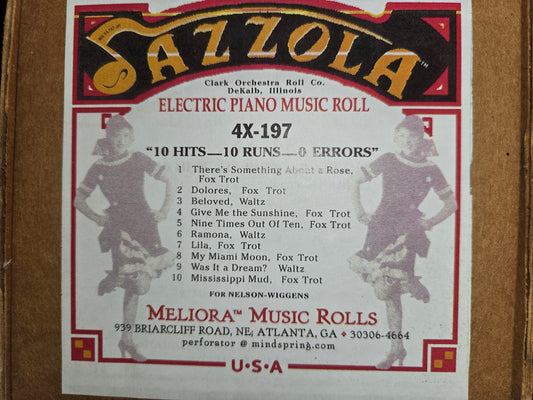 JAZZOLA™
Clark Orchestra Roll Co.
DeKalb, Illinois
ELECTRIC PIANO MUSIC ROLL
4X-197
"10 HITS—10 RUNS—0 ERRORS"
1 There's Something About a Rose,
Fox Trot
2 Dolores, Fox Trot
3 Beloved, Waltz
4 Give Me the Sunshine, Fox Trot
5 Nine Times Out Of Ten, Fox Trot
6 Ramona, Waltz
7 Lila, Fox Trot
8 My Miami Moon, Fox Trot
9 Was It a Dream? Waltz
10 Mississippi Mud, Fox Trot
FOR NELSON-WIGGENS
MELIORA™ MUSIC ROLLS
939 BRIARCLIFF ROAD, NE, ATLANTA, GA ♦ 30306-4664
perforator @ mindspring.com
U•S•A